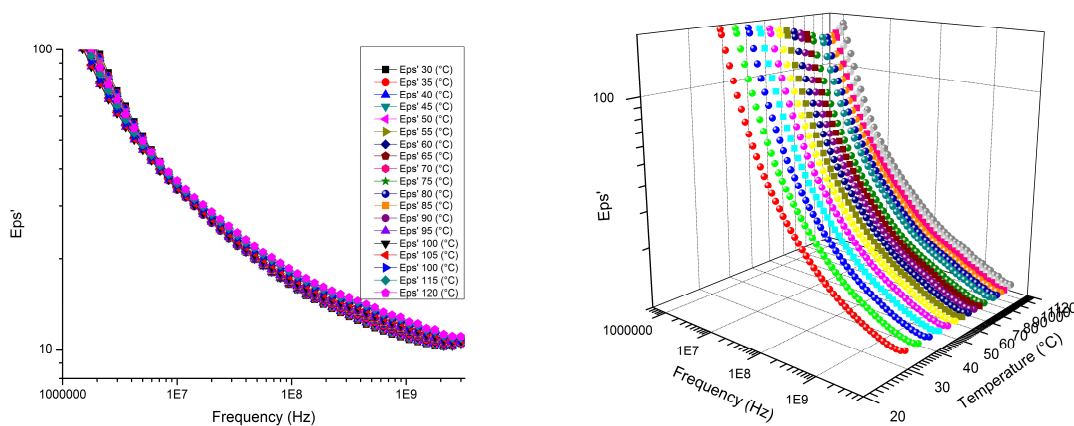 100
10
Eps'
1000000
1E7
1E8
1E9
Frequency (Hz)
Eps' 30 (°C)
Eps' 35 (°C)
Eps' 40 (°C)
Eps' 45 (°C)
Eps' 50 (°C)
Eps' 55 (°C)
Eps' 60 (°C)
Eps' 65 (°C)
Eps' 70 (°C)
Eps' 75 (°C)
Eps' 80 (°C)
Eps' 85 (°C)
Eps' 90 (°C)
Eps' 95 (°C)
Eps' 100 (°C)
Eps' 105 (°C)
Eps' 100 (°C)
Eps' 115 (°C)
Eps' 120 (°C)
100
Eps'
1000000
1E7
1E8
1E9
Frequency (Hz)
20
30
40
50
60
Temperature (°C)